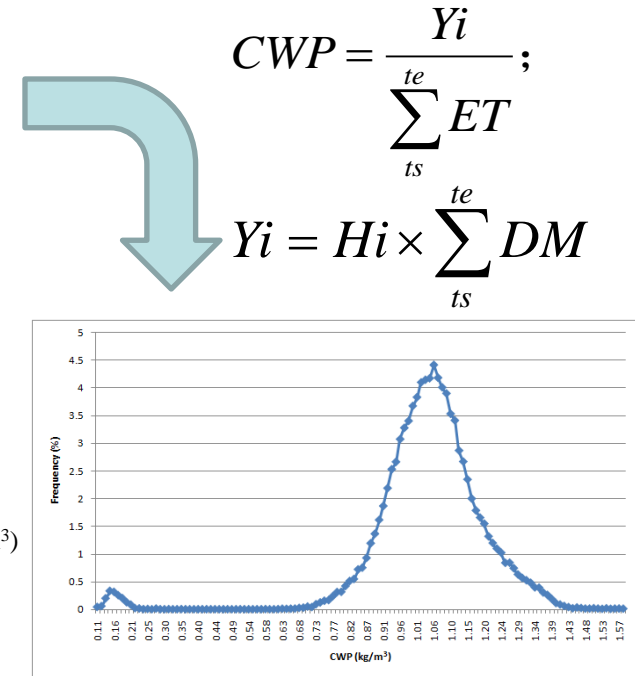 CWP = Yi / te∑ts ET ;
Yi = Hi × te∑ts DM
5
4.5
4
3.5
3
2.5
2
1.5
1
0.5
0
Frequency (%)
3)
0.11 0.16 0.21 0.25 0.30 0.35 0.40 0.44 0.49 0.54 0.58 0.63 0.68 0.73 0.77 0.82 0.87 0.91 0.96 1.01 1.06 1.10 1.15 1.20 1.24 1.29 1.34 1.39 1.43 1.48 1.53 1.57
CWP (kg/m³)